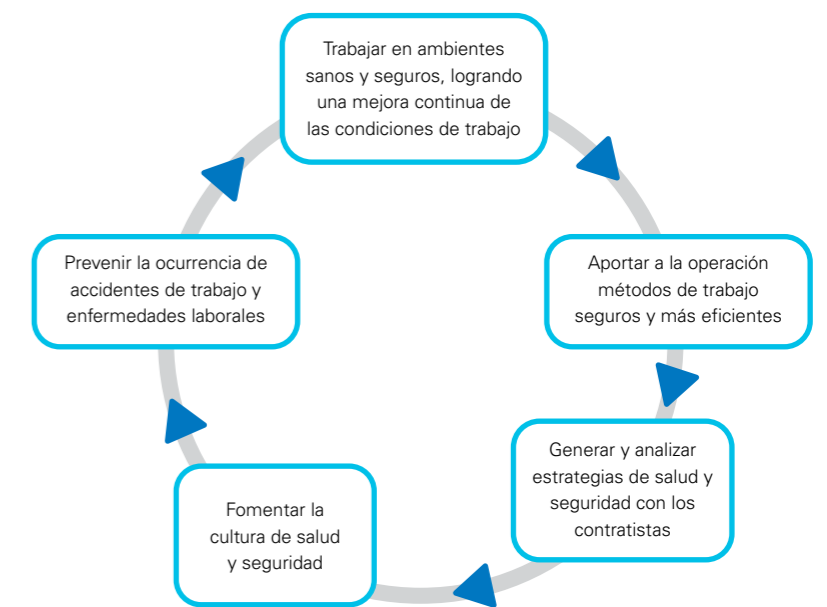 Trabajar en ambientes
sanos y seguros, logrando
una mejora continua de
las condiciones de trabajo
Aportar a la operación
métodos de trabajo
seguros y más eficientes
Generar y analizar
estrategias de salud y
seguridad con los
contratistas
Fomentar la
cultura de salud
y seguridad
Prevenir la ocurrencia de
accidentes de trabajo y
enfermedades laborales